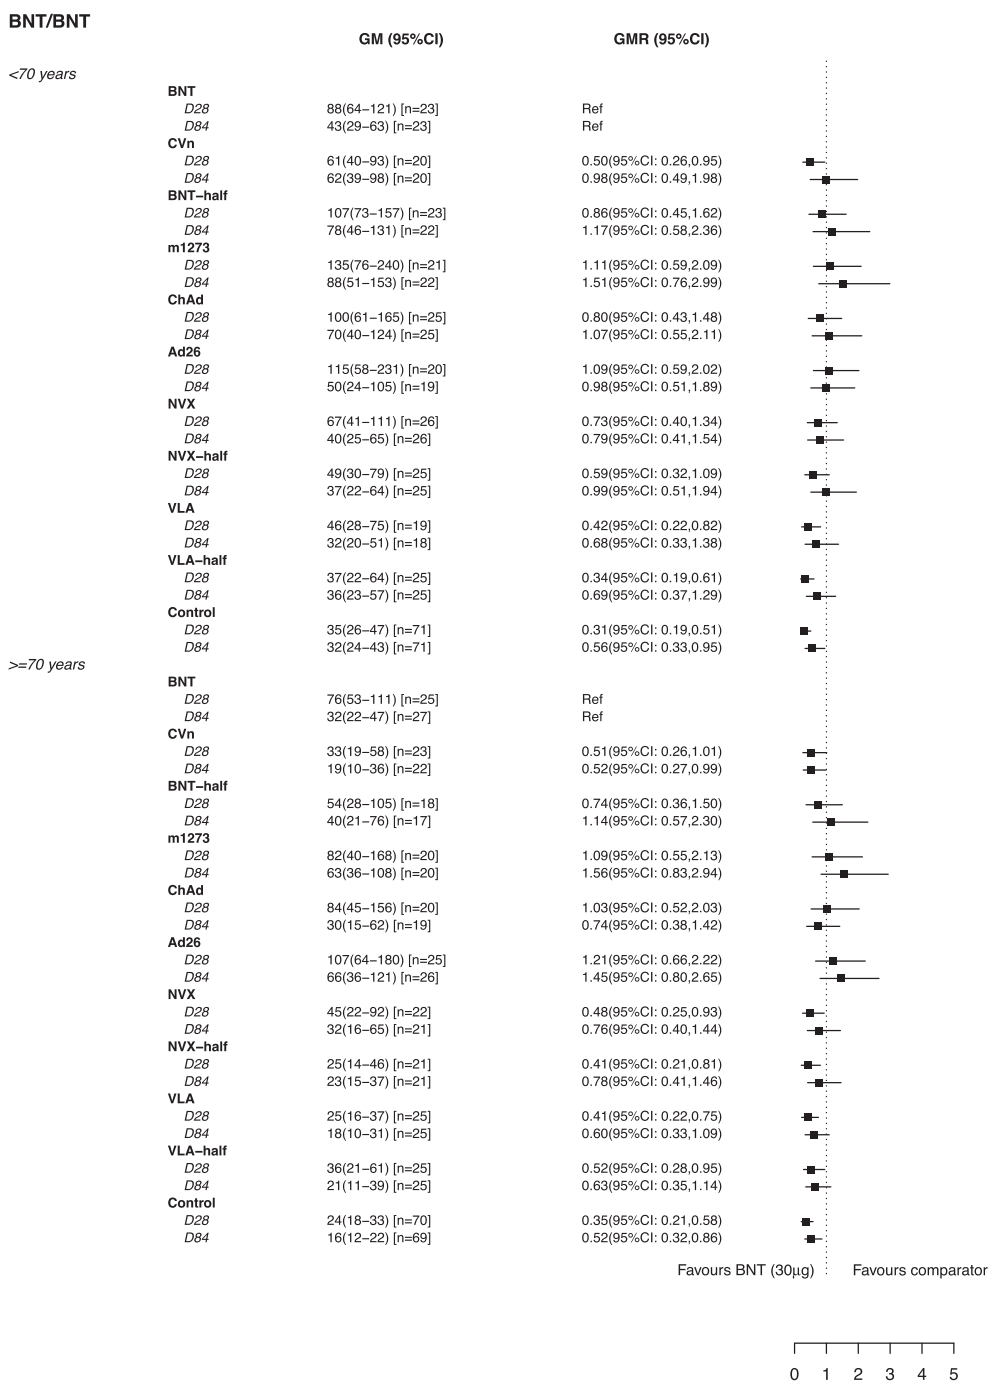 BNT/BNT
GM (95%CI) GMR (95%CI)
<70 years
BNT
D28 88(64−121) [n=23] Ref
D84 43(29−63) [n=23] Ref
CVn
D28 61(40−93) [n=20] 0.50(95%CI: 0.26,0.95)
D84 62(39−98) [n=20] 0.98(95%CI: 0.49,1.98)
BNT−half
D28 107(73−157) [n=23] 0.86(95%CI: 0.45,1.62)
D84 78(46−131) [n=22] 1.17(95%CI: 0.58,2.36)
m1273
D28 135(76−240) [n=21] 1.11(95%CI: 0.59,2.09)
D84 88(51−153) [n=22] 1.51(95%CI: 0.76,2.99)
ChAd
D28 100(61−165) [n=25] 0.80(95%CI: 0.43,1.48)
D84 70(40−124) [n=25] 1.07(95%CI: 0.55,2.11)
Ad26
D28 115(58−231) [n=20] 1.09(95%CI: 0.59,2.02)
D84 50(24−105) [n=19] 0.98(95%CI: 0.51,1.89)
NVX
D28 67(41−111) [n=26] 0.73(95%CI: 0.40,1.34)
D84 40(25−65) [n=26] 0.79(95%CI: 0.41,1.54)
NVX−half
D28 49(30−79) [n=25] 0.59(95%CI: 0.32,1.09)
D84 37(22−64) [n=25] 0.99(95%CI: 0.51,1.94)
VLA
D28 46(28−75) [n=19] 0.42(95%CI: 0.22,0.82)
D84 32(20−51) [n=18] 0.68(95%CI: 0.33,1.38)
VLA−half
D28 37(22−64) [n=25] 0.34(95%CI: 0.19,0.61)
D84 36(23−57) [n=25] 0.69(95%CI: 0.37,1.29)
Control
D28 35(26−47) [n=71] 0.31(95%CI: 0.19,0.51)
D84 32(24−43) [n=71] 0.56(95%CI: 0.33,0.95)
>=70 years
BNT
D28 76(53−111) [n=25] Ref
D84 32(22−47) [n=27] Ref
CVn
D28 33(19−58) [n=23] 0.51(95%CI: 0.26,1.01)
D84 19(10−36) [n=22] 0.52(95%CI: 0.27,0.99)
BNT−half
D28 54(28−105) [n=18] 0.74(95%CI: 0.36,1.50)
D84 40(21−76) [n=17] 1.14(95%CI: 0.57,2.30)
m1273
D28 82(40−168) [n=20] 1.09(95%CI: 0.55,2.13)
D84 63(36−108) [n=20] 1.56(95%CI: 0.83,2.94)
ChAd
D28 84(45−156) [n=20] 1.03(95%CI: 0.52,2.03)
D84 30(15−62) [n=19] 0.74(95%CI: 0.38,1.42)
Ad26
D28 107(64−180) [n=25] 1.21(95%CI: 0.66,2.22)
D84 66(36−121) [n=26] 1.45(95%CI: 0.80,2.65)
NVX
D28 45(22−92) [n=22] 0.48(95%CI: 0.25,0.93)
D84 32(16−65) [n=21] 0.76(95%CI: 0.40,1.44)
NVX−half
D28 25(14−46) [n=21] 0.41(95%CI: 0.21,0.81)
D84 23(15−37) [n=21] 0.78(95%CI: 0.41,1.46)
VLA
D28 25(16−37) [n=25] 0.41(95%CI: 0.22,0.75)
D84 18(10−31) [n=25] 0.60(95%CI: 0.33,1.09)
VLA−half
D28 36(21−61) [n=25] 0.52(95%CI: 0.28,0.95)
D84 21(11−39) [n=25] 0.63(95%CI: 0.35,1.14)
Control
D28 24(18−33) [n=70] 0.35(95%CI: 0.21,0.58)
D84 16(12−22) [n=69] 0.52(95%CI: 0.32,0.86)
Favours BNT (30μg) Favours comparator
0 1 2 3 4 5